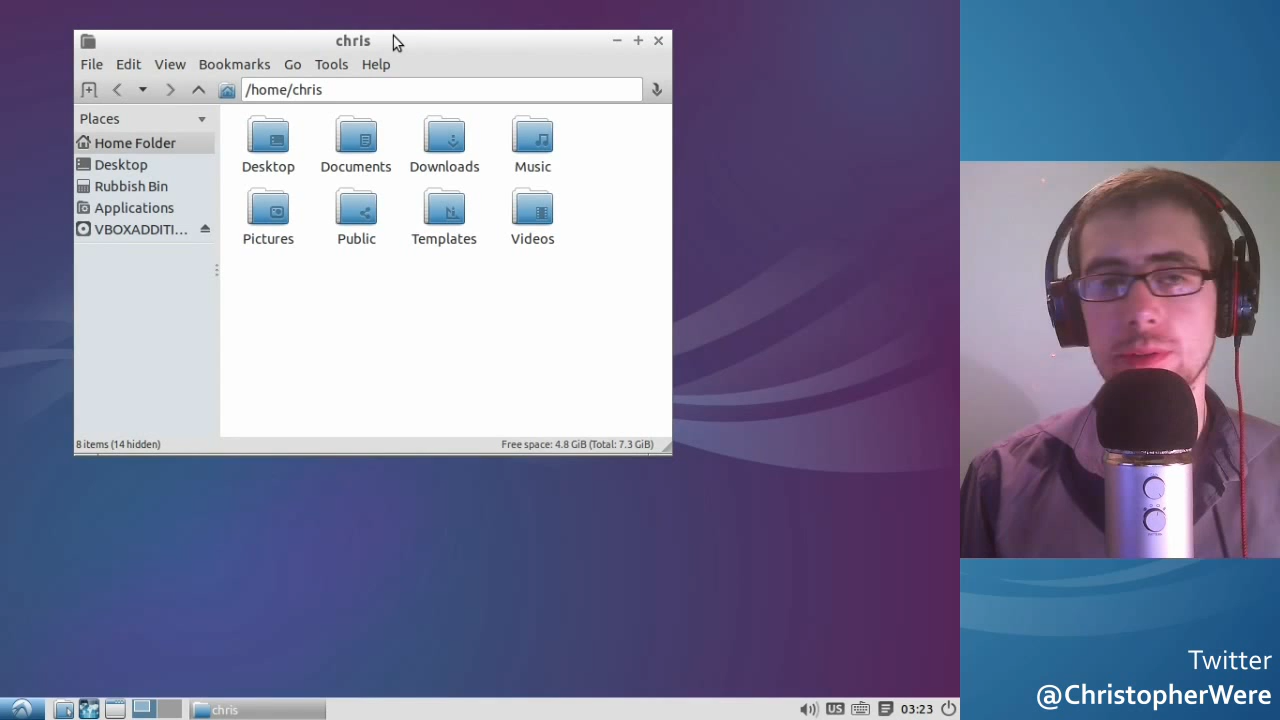 chris
File Edit View Bookmarks Go Tools Help
/home/chris
Places
Home Folder
Desktop
Rubbish Bin
Applications
VBOXADDITI...
Desktop Documents Downloads Music
Pictures Public Templates Videos
8 items (14 hidden)
Free space: 4.8 GiB (Total: 7.3 GiB)
chris
US
03:23
Twitter
@ChristopherWere